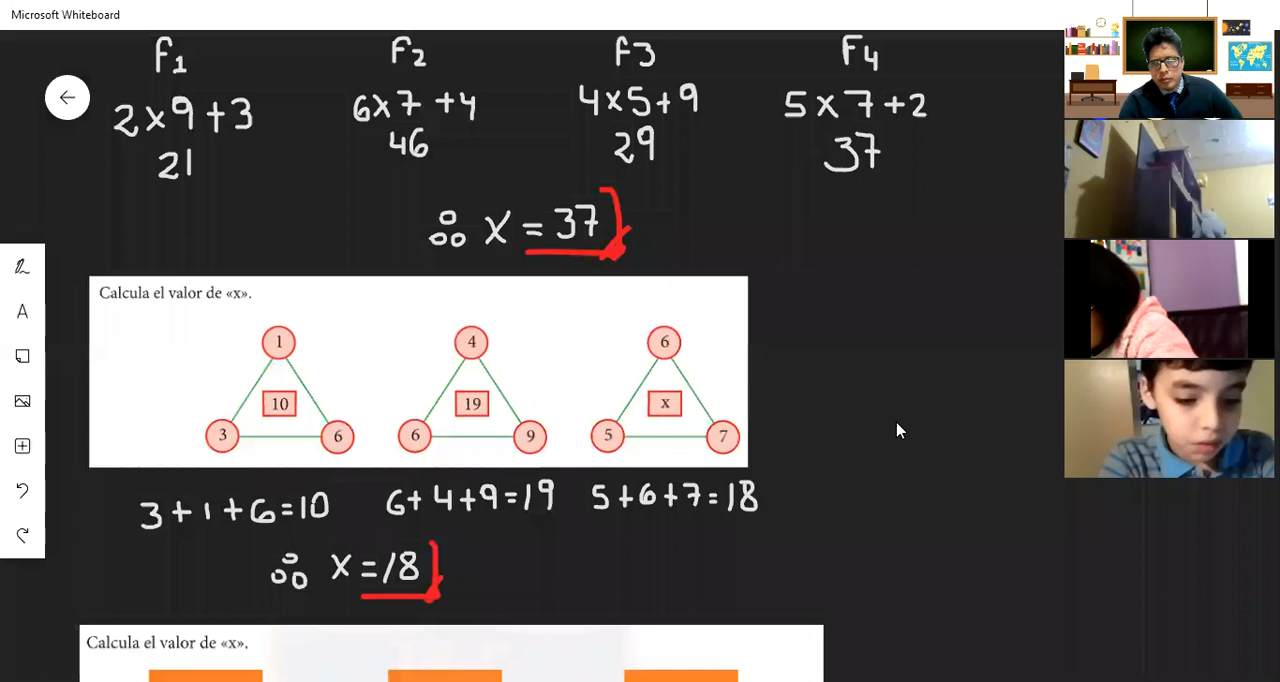 Microsoft Whiteboard
F1 F2 F3 F4
2x9+3 6x7+4 4x5+9 5x7+2
21 46 29 37
∴ x = 37
Calcula el valor de «x».
1 4 6
10 19 x
3 6 6 9 5 7
3+1+6=10 6+4+9=19 5+6+7=18
∴ x = 18
Calcula el valor de «x».
A